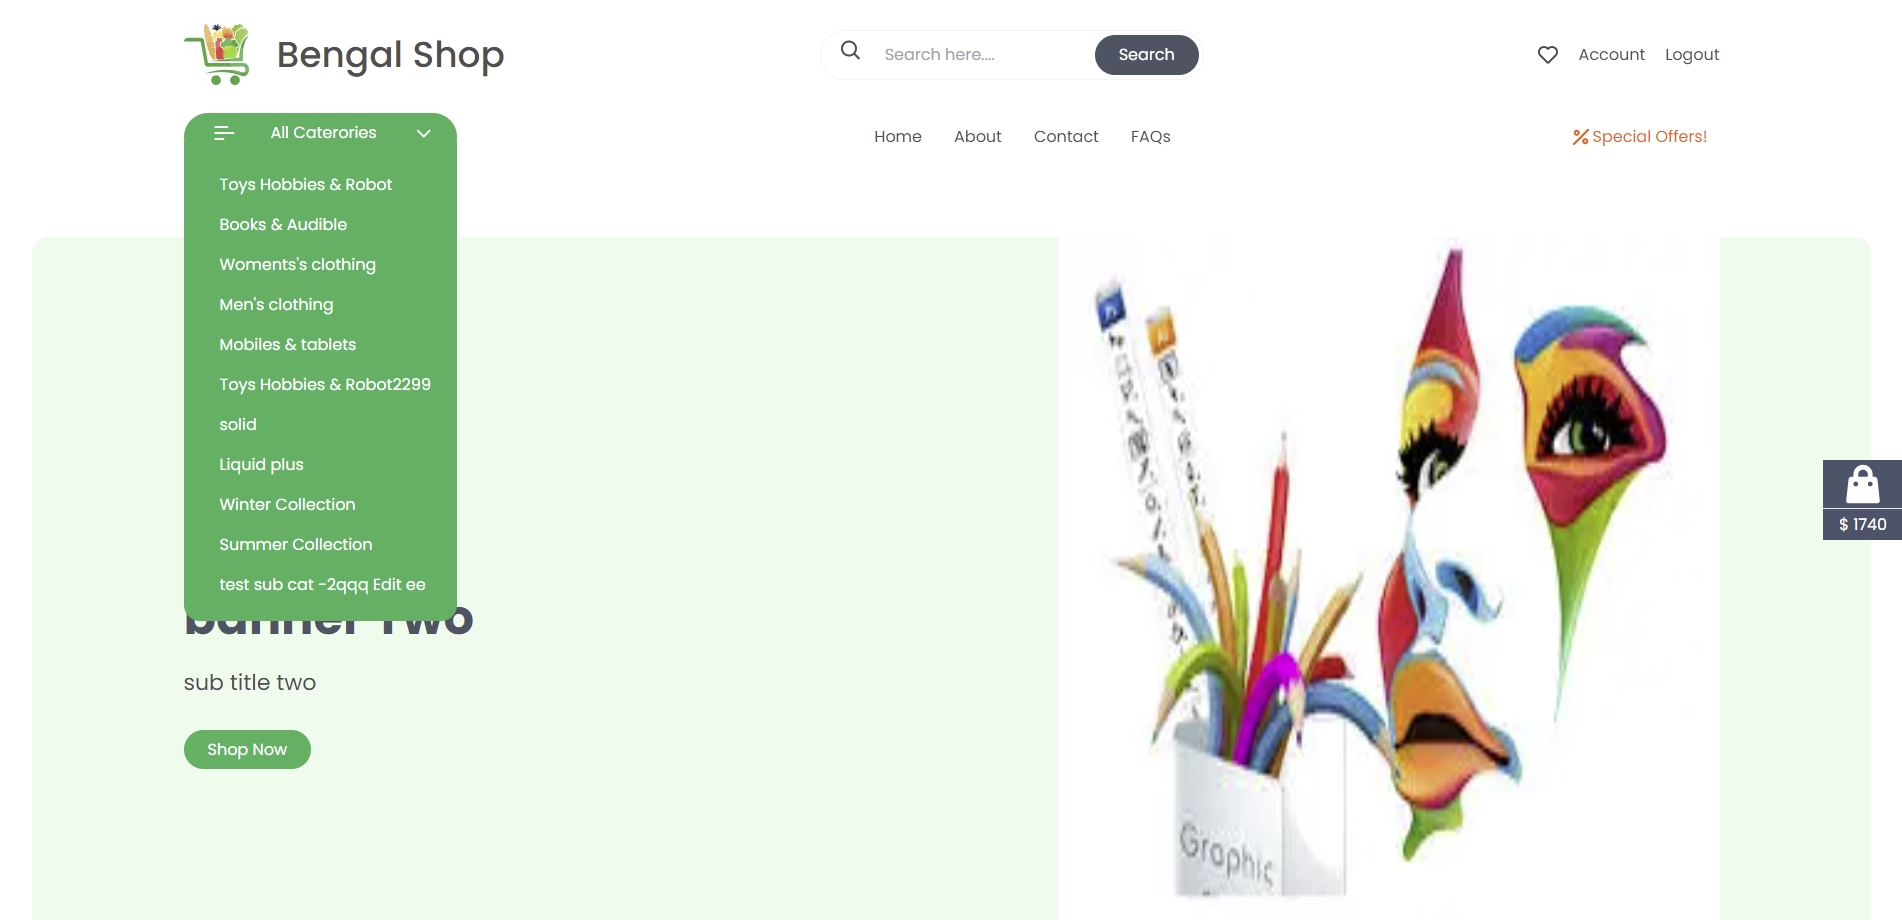 Bengal Shop
Search here....
Search
Account
Logout
All Caterories
Home
About
Contact
FAQs
Special Offers!
Toys Hobbies & Robot
Books & Audible
Woments's clothing
Men's clothing
Mobiles & tablets
Toys Hobbies & Robot2299
solid
Liquid plus
Winter Collection
Summer Collection
test sub cat -2qqq Edit ee
$ 1740
banner Two
sub title two
Shop Now
Graphic